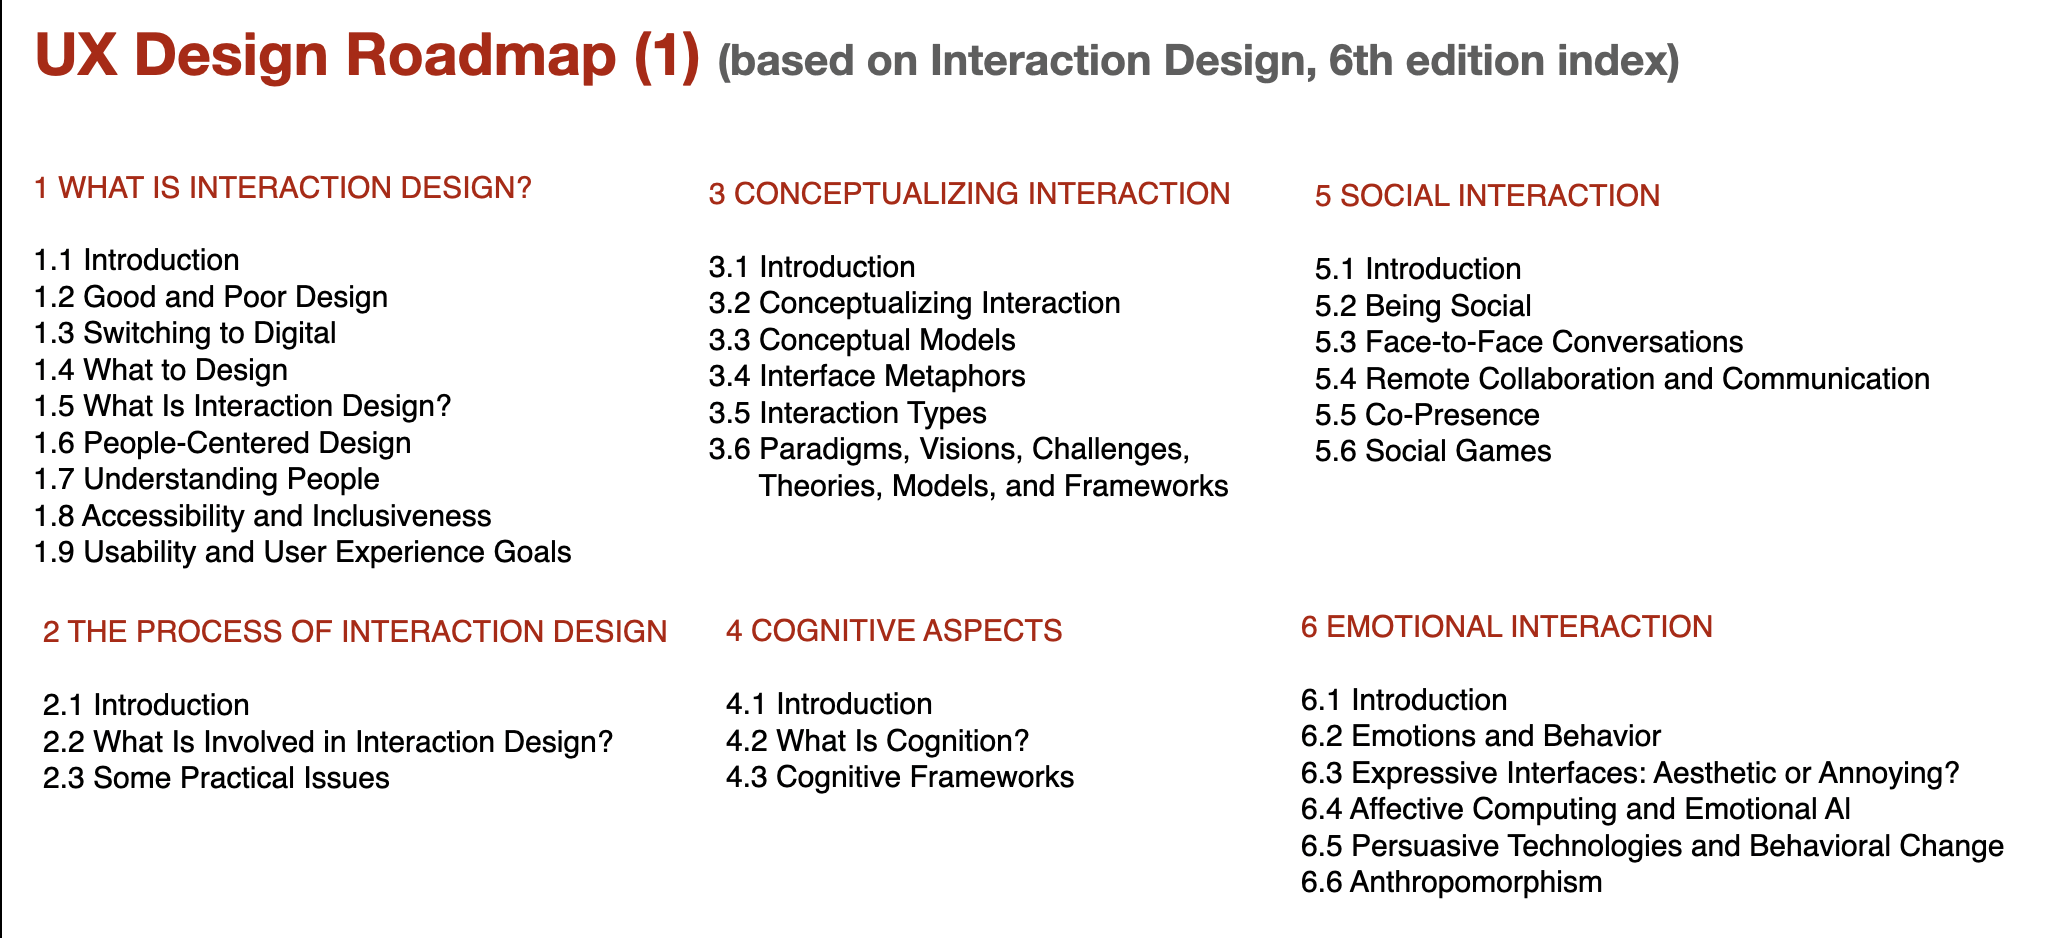 UX Design Roadmap (1) (based on Interaction Design, 6th edition index)
1 WHAT IS INTERACTION DESIGN?
1.1 Introduction
1.2 Good and Poor Design
1.3 Switching to Digital
1.4 What to Design
1.5 What Is Interaction Design?
1.6 People-Centered Design
1.7 Understanding People
1.8 Accessibility and Inclusiveness
1.9 Usability and User Experience Goals
2 THE PROCESS OF INTERACTION DESIGN
2.1 Introduction
2.2 What Is Involved in Interaction Design?
2.3 Some Practical Issues
3 CONCEPTUALIZING INTERACTION
3.1 Introduction
3.2 Conceptualizing Interaction
3.3 Conceptual Models
3.4 Interface Metaphors
3.5 Interaction Types
3.6 Paradigms, Visions, Challenges,
Theories, Models, and Frameworks
4 COGNITIVE ASPECTS
4.1 Introduction
4.2 What Is Cognition?
4.3 Cognitive Frameworks
5 SOCIAL INTERACTION
5.1 Introduction
5.2 Being Social
5.3 Face-to-Face Conversations
5.4 Remote Collaboration and Communication
5.5 Co-Presence
5.6 Social Games
6 EMOTIONAL INTERACTION
6.1 Introduction
6.2 Emotions and Behavior
6.3 Expressive Interfaces: Aesthetic or Annoying?
6.4 Affective Computing and Emotional AI
6.5 Persuasive Technologies and Behavioral Change
6.6 Anthropomorphism